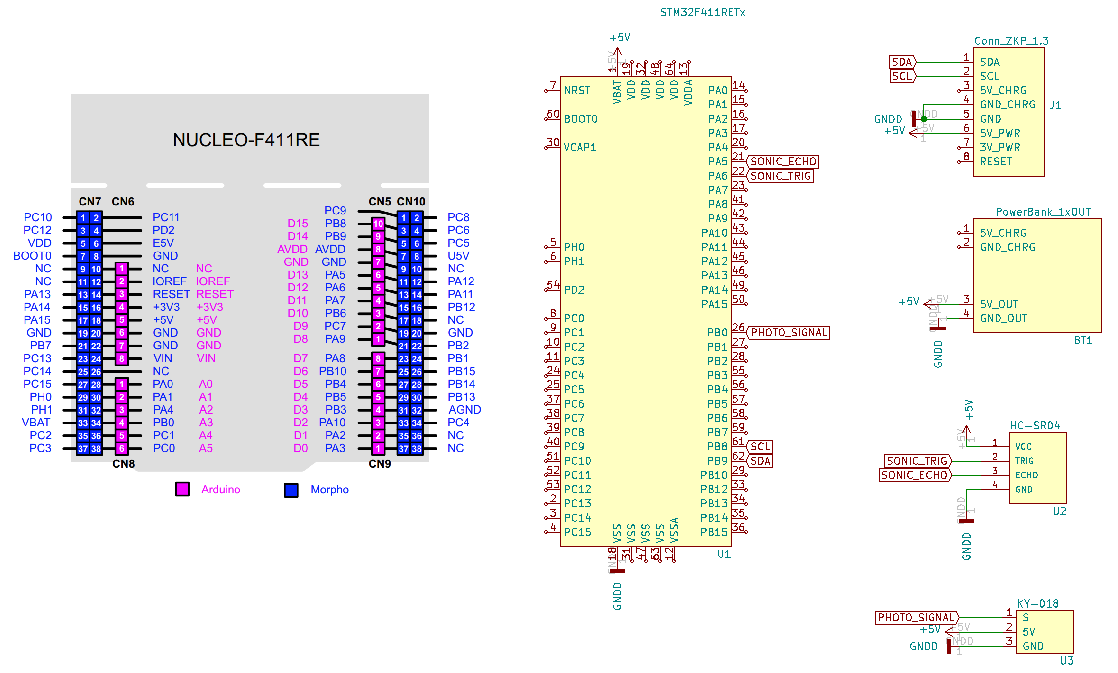 NUCLEO-F411RE
CN7 CN6 CN5 CN10
PC10 1 2 PC11
PC12 3 4 PD2
VDD 5 6 E5V
BOOT0 7 8 GND
NC 9 10 1 NC NC
NC 11 12 2 IOREF IOREF
PA13 13 14 3 RESET RESET
PA14 15 16 4 +3V3 +3V3
PA15 17 18 5 +5V +5V
GND 19 20 6 GND GND
PB7 21 22 7 GND GND
PC13 23 24 8 VIN VIN
PC14 25 26 NC
PC15 27 28 1 PA0 A0
PH0 29 30 2 PA1 A1
PH1 31 32 3 PA4 A2
VBAT 33 34 4 PB0 A3
PC2 35 36 5 PC1 A4
PC3 37 38 6 PC0 A5
CN8
PC9 1 2 PC8
D15 PB8 10 3 4 PC6
D14 PB9 9 5 6 PC5
AVDD AVDD 8 7 8 U5V
GND GND 7 9 10 NC
D13 PA5 6 11 12 PA12
D12 PA6 5 13 14 PA11
D11 PA7 4 15 16 PB12
D10 PB6 3 17 18 NC
D9 PC7 2 19 20 GND
D8 PA9 1 21 22 PB2
D7 PA8 8 23 24 PB1
D6 PB10 7 25 26 PB15
D5 PB4 6 27 28 PB14
D4 PB5 5 29 30 PB13
D3 PB3 4 31 32 AGND
D2 PA10 3 33 34 PC4
D1 PA2 2 35 36 NC
D0 PA3 1 37 38 NC
CN9
Arduino Morpho
STM32F411RETx
+5V
+5V
1 19 32 48 64 13
VBAT VDD VDD VDD VDD VDDA
7 NRST
60 BOOT0
30 VCAP1
5 PH0
6 PH1
54 PD2
8 PC0
9 PC1
10 PC2
11 PC3
24 PC4
25 PC5
37 PC6
38 PC7
39 PC8
40 PC9
51 PC10
52 PC11
53 PC12
2 PC13
3 PC14
4 PC15
PA0 14
PA1 15
PA2 16
PA3 17
PA4 20
PA5 21 SONIC_ECHO
PA6 22 SONIC_TRIG
PA7 23
PA8 41
PA9 42
PA10 43
PA11 44
PA12 45
PA13 46
PA14 49
PA15 50
PB0 26 PHOTO_SIGNAL
PB1 27
PB2 28
PB3 55
PB4 56
PB5 57
PB6 58
PB7 59
PB8 61 SCL
PB9 62 SDA
PB10 29
PB12 33
PB13 34
PB14 35
PB15 36
VSS VSS VSS VSS VSSA
18 31 47 63 12
U1
GNDD
Conn_ZKP_1.3
SDA 1 SDA
SCL 2 SCL
3 5V_CHRG
4 GND_CHRG
GNDD GNDD 5 GND
+5V +5V 6 5V_PWR
1
7 3V_PWR
8 RESET
J1
PowerBank_1xOUT
1 5V_CHRG
2 GND_CHRG
+5V +5V 3 5V_OUT
1
4 GND_OUT
GNDD
GNDD
BT1
+5V
+5V
HC-SR04
1 VCC
SONIC_TRIG 2 TRIG
SONIC_ECHO 3 ECHO
4 GND
GNDD 1
GNDD
U2
KY-018
PHOTO_SIGNAL 1 S
+5V +5V 2 5V
1
GNDD GNDD 3 GND
1
U3